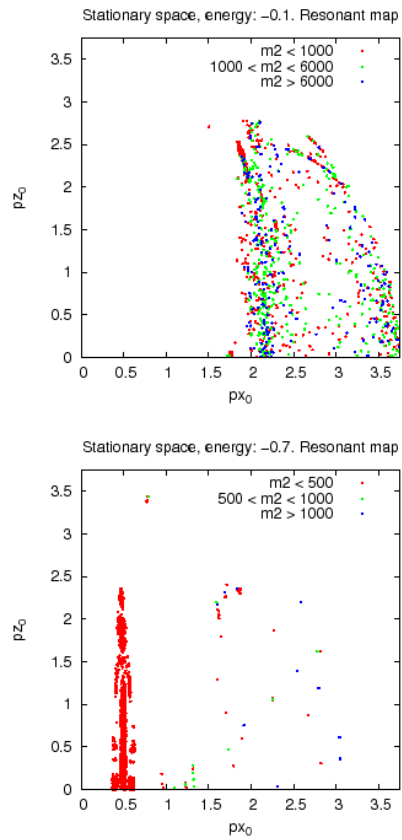 Stationary space, energy: −0.1. Resonant map
m2 < 1000
1000 < m2 < 6000
m2 > 6000
3.5
3
2.5
2
1.5
1
0.5
0
pz0
0 0.5 1 1.5 2 2.5 3 3.5
px0
Stationary space, energy: −0.7. Resonant map
m2 < 500
500 < m2 < 1000
m2 > 1000
3.5
3
2.5
2
1.5
1
0.5
0
pz0
0 0.5 1 1.5 2 2.5 3 3.5
px0